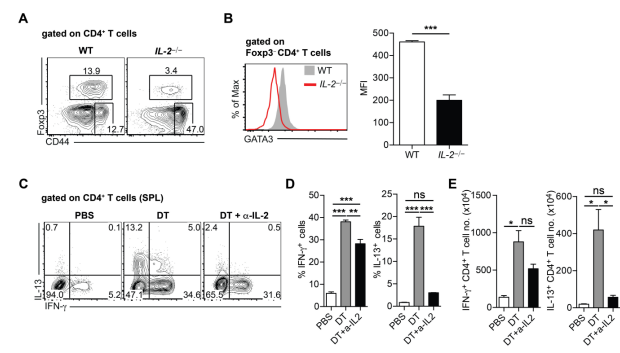 A
gated on CD4⁺ T cells
WT
IL-2⁻/⁻
13.9
3.4
12.7
47.0
Foxp3
CD44
B
gated on
Foxp3⁻ CD4⁺ T cells
WT
IL-2⁻/⁻
% of Max
GATA3
***
600
500
400
300
200
100
0
MFI
WT
IL-2⁻/⁻
C
gated on CD4⁺ T cells (SPL)
PBS
DT
DT + α-IL-2
0.7
0.1
13.2
5.0
2.4
0.5
94.0
5.2
47.1
34.6
65.5
31.6
IL-13
IFN-γ
D
***
*** **
50
40
30
20
10
0
% IFN-γ⁺ cells
PBS
DT
DT+a-IL2
ns
*** ***
25
20
15
10
5
0
% IL-13⁺ cells
PBS
DT
DT+a-IL2
E
* ns
1500
1000
500
0
IFN-γ⁺ CD4⁺ T cell no. (x10⁴)
PBS
DT
DT+a-IL2
ns
* *
600
400
200
0
IL-13⁺ CD4⁺ T cell no. (x10⁴)
PBS
DT
DT+a-IL2